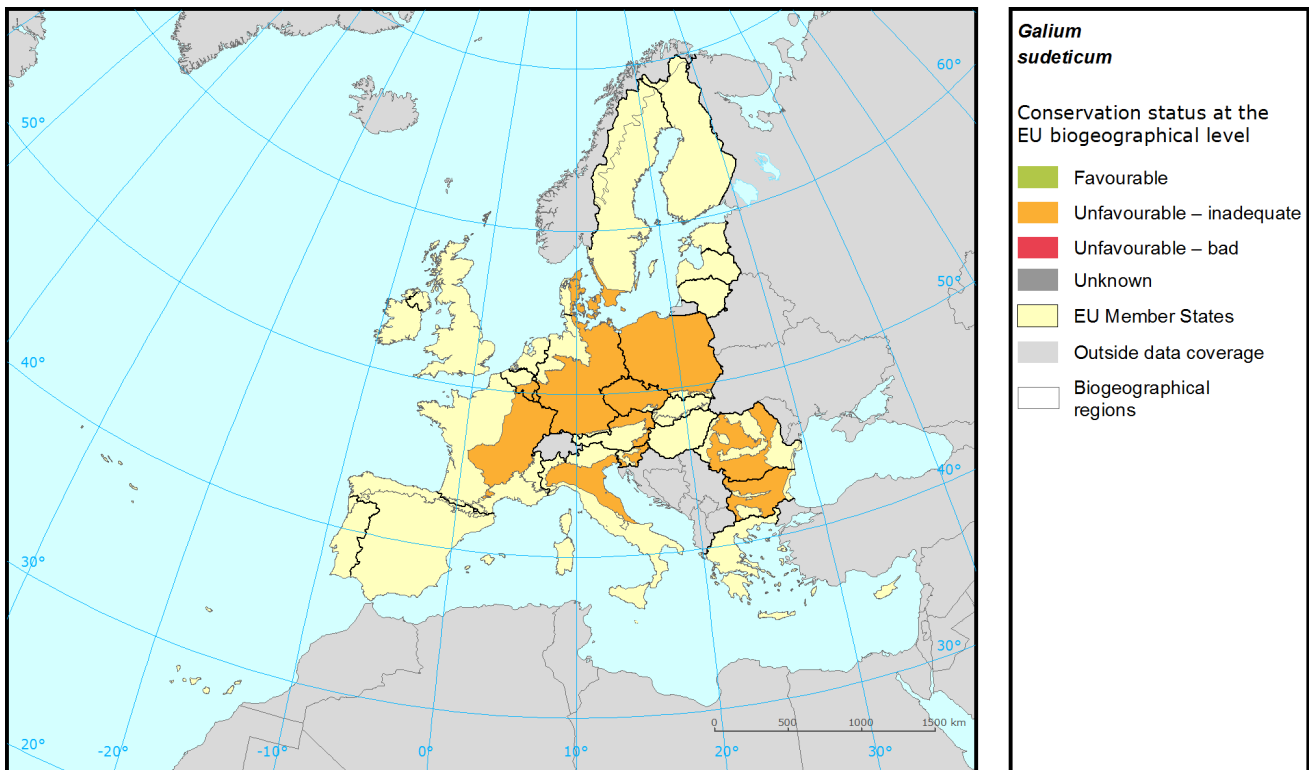 Galium
sudeticum
Conservation status at the
EU biogeographical level
Favourable
Unfavourable – inadequate
Unfavourable – bad
Unknown
EU Member States
Outside data coverage
Biogeographical
regions
60°
50°
50°
40°
40°
30°
30°
20°
-20°
-10°
0°
10°
20°
30°
0 500 1000 1500 km